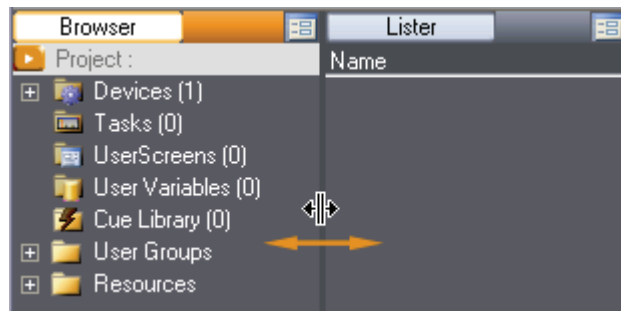 Browser
Lister
Project :
Name
Devices (1)
Tasks (0)
UserScreens (0)
User Variables (0)
Cue Library (0)
User Groups
Resources